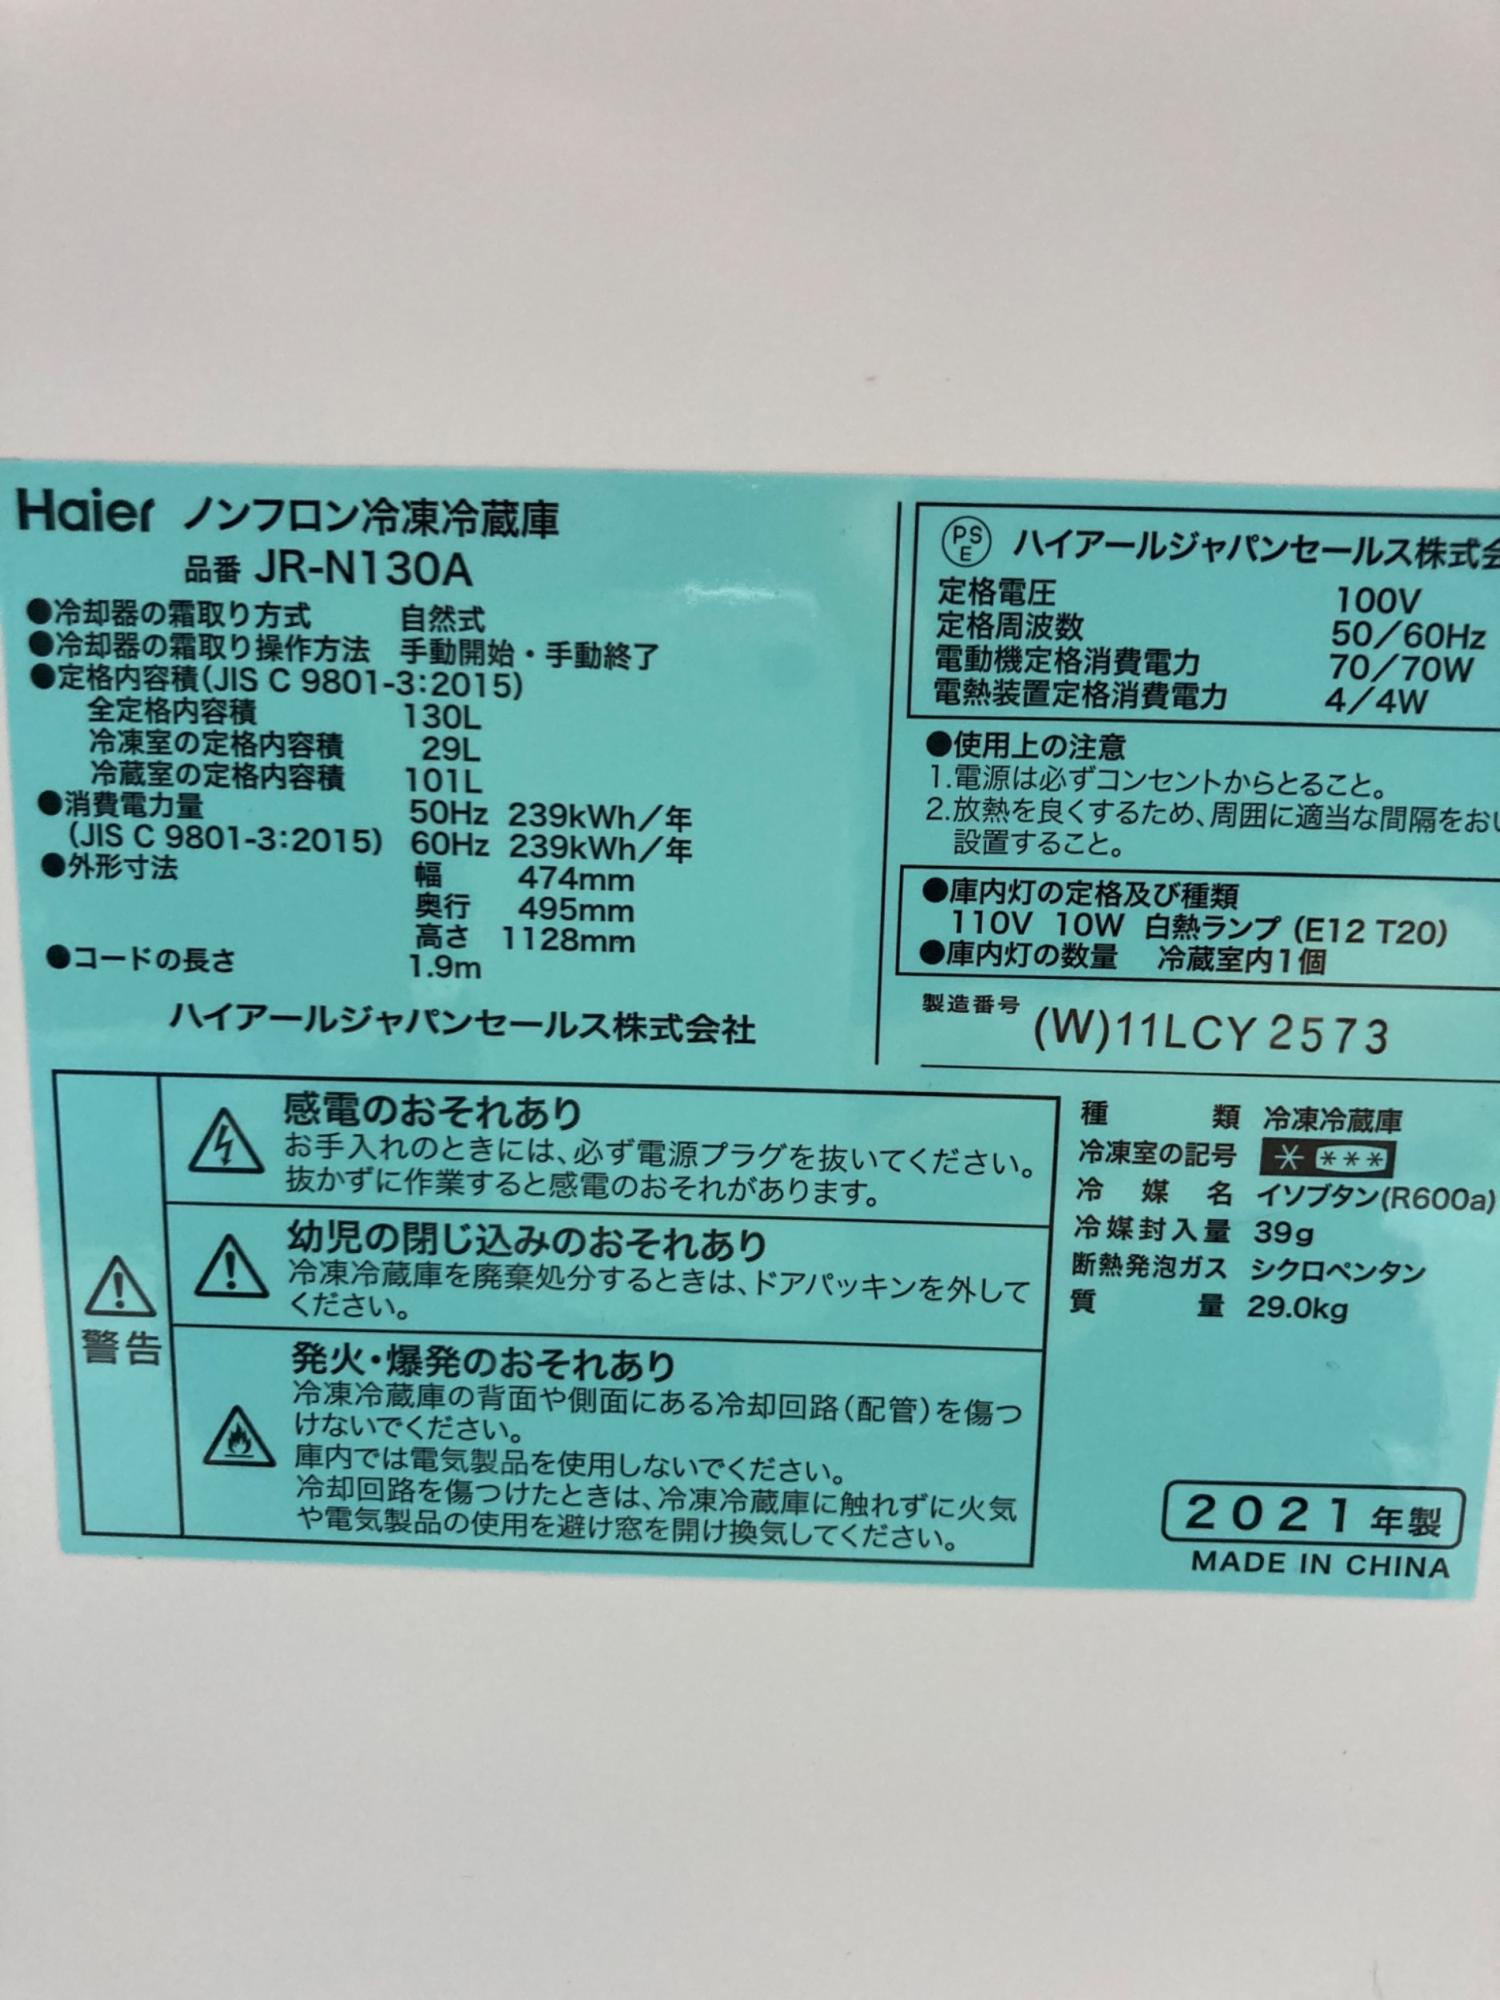 Haier ノンフロン冷凍冷蔵庫
品番 JR-N130A
●冷却器の霜取り方式 自然式
●冷却器の霜取り操作方法 手動開始・手動終了
●定格内容積(JIS C 9801-3:2015)
全定格内容積 130L
冷凍室の定格内容積 29L
冷蔵室の定格内容積 101L
●消費電力量 50Hz 239kWh/年
(JIS C 9801-3:2015) 60Hz 239kWh/年
●外形寸法 幅 474mm
奥行 495mm
高さ 1128mm
●コードの長さ 1.9m
ハイアールジャパンセールス株式会社
PS
E
ハイアールジャパンセールス株式会
定格電圧 100V
定格周波数 50/60Hz
電動機定格消費電力 70/70W
電熱装置定格消費電力 4/4W
●使用上の注意
1.電源は必ずコンセントからとること。
2.放熱を良くするため、周囲に適当な間隔をおい
設置すること。
●庫内灯の定格及び種類
110V 10W 白熱ランプ (E12 T20)
●庫内灯の数量 冷蔵室内1個
製造番号 (W)11LCY 2573
警告
感電のおそれあり
お手入れのときには、必ず電源プラグを抜いてください。
抜かずに作業すると感電のおそれがあります。
幼児の閉じ込みのおそれあり
冷凍冷蔵庫を廃棄処分するときは、ドアパッキンを外して
ください。
発火・爆発のおそれあり
冷凍冷蔵庫の背面や側面にある冷却回路(配管)を傷つ
けないでください。
庫内では電気製品を使用しないでください。
冷却回路を傷つけたときは、冷凍冷蔵庫に触れずに火気
や電気製品の使用を避け窓を開け換気してください。
種類 冷凍冷蔵庫
冷凍室の記号 * ***
冷媒名 イソブタン(R600a)
冷媒封入量 39g
断熱発泡ガス シクロペンタン
質量 29.0kg
2021年製
MADE IN CHINA